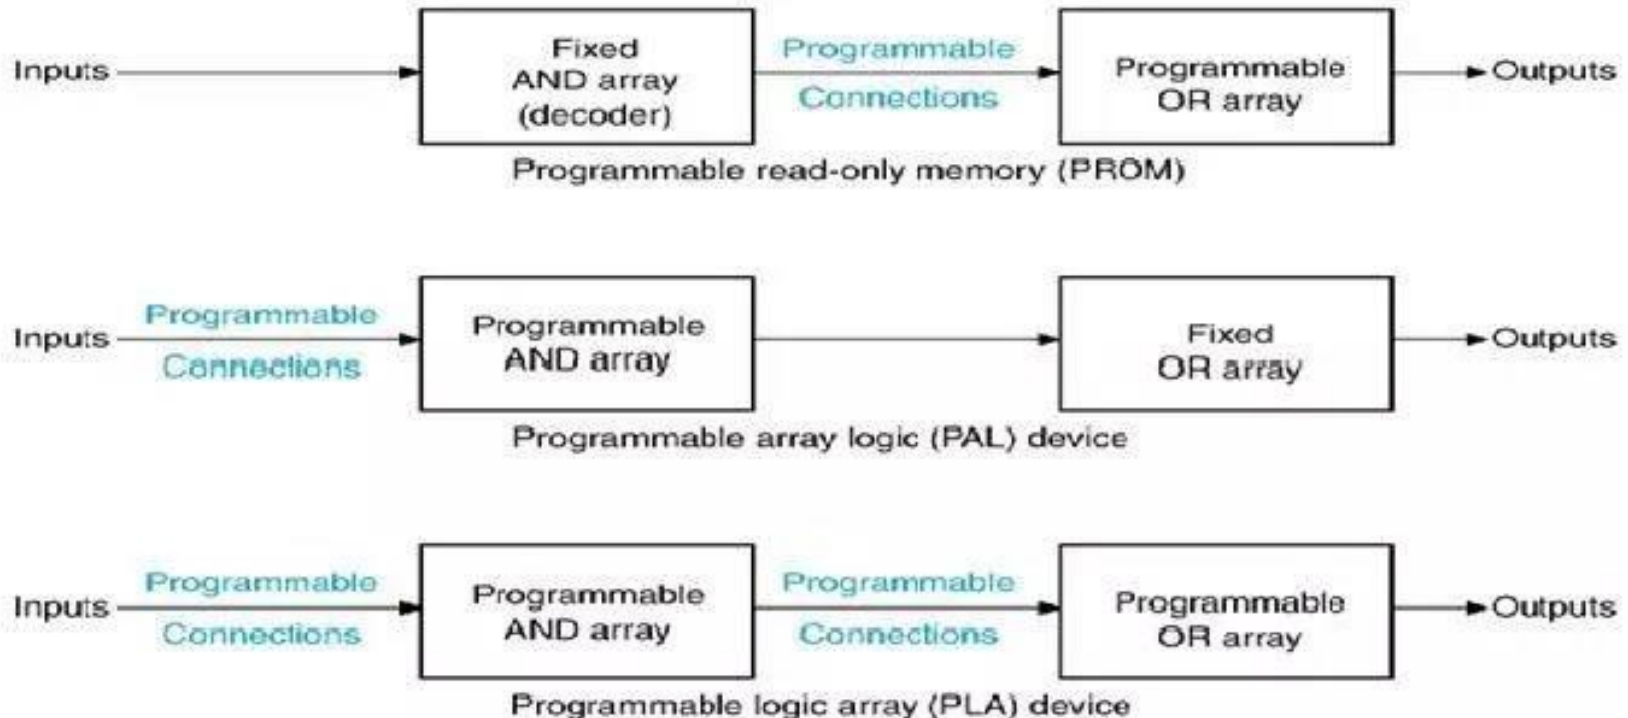 Inputs
Fixed
AND array
(decoder)
Programmable
Connections
Programmable
OR array
Outputs
Programmable read-only memory (PROM)
Inputs
Programmable
Connections
Programmable
AND array
Fixed
OR array
Outputs
Programmable array logic (PAL) device
Inputs
Programmable
Connections
Programmable
AND array
Programmable
Connections
Programmable
OR array
Outputs
Programmable logic array (PLA) device